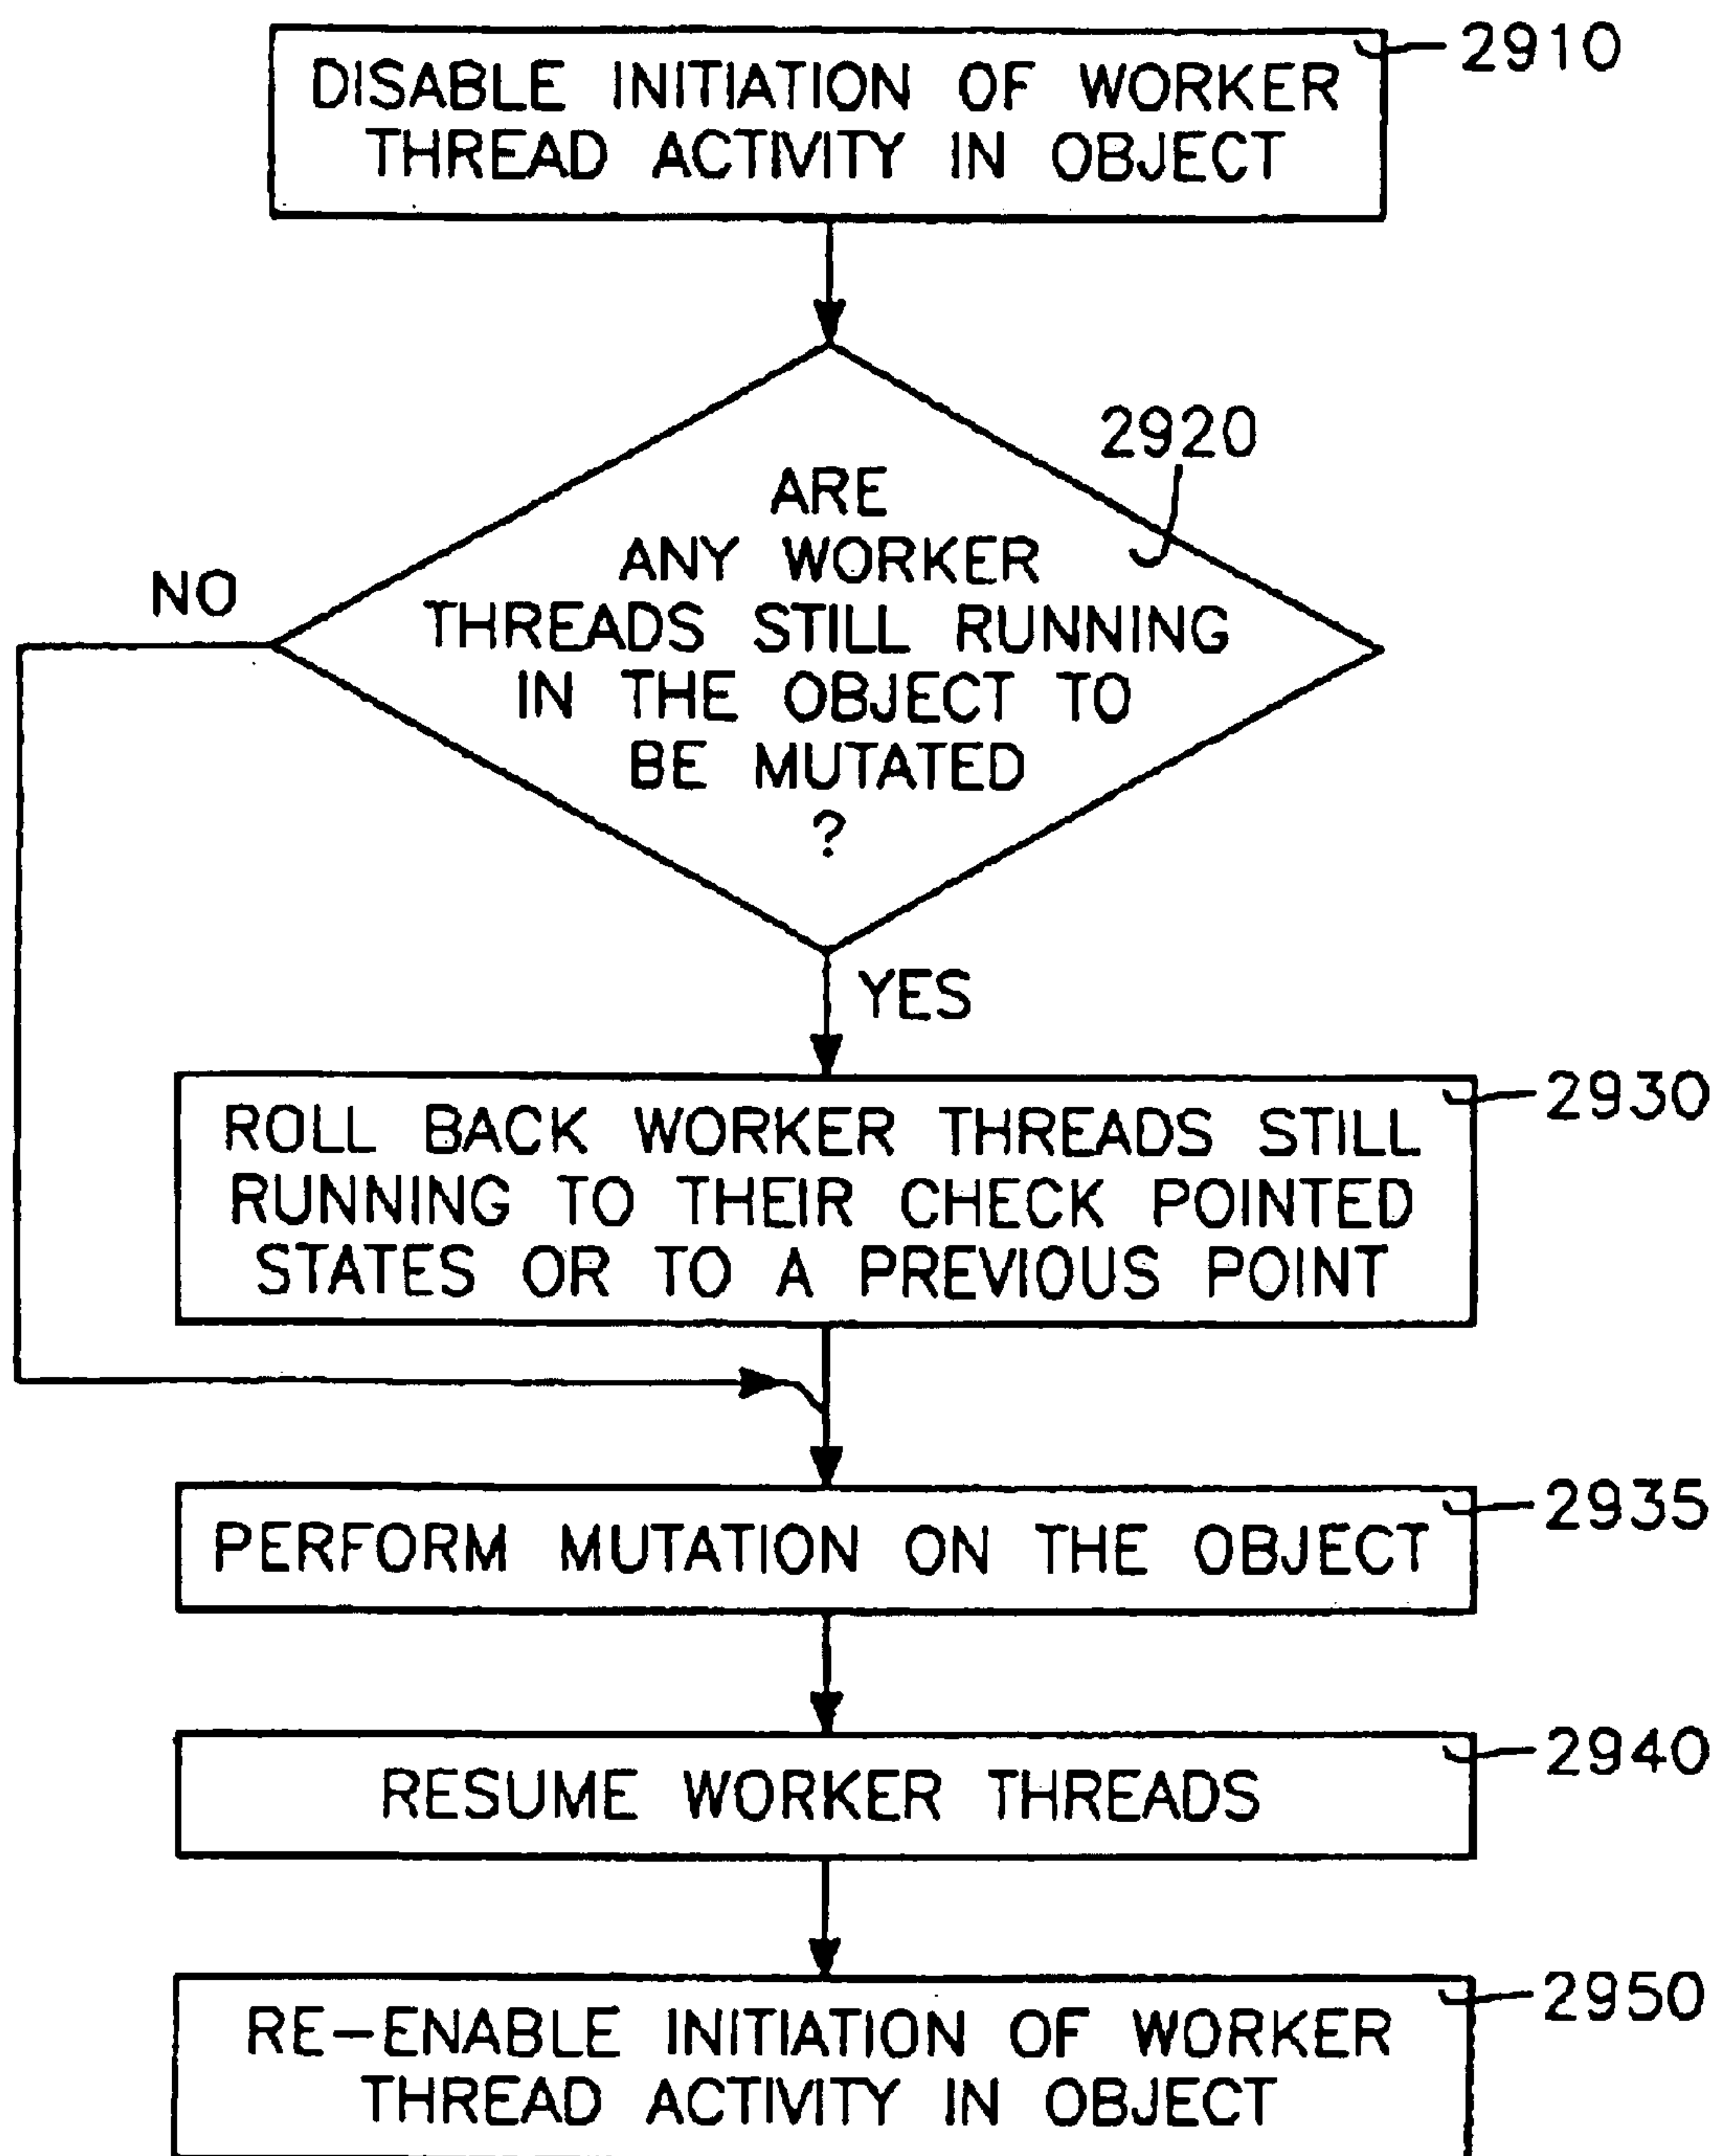 2910
DISABLE INITIATION OF WORKER
THREAD ACTIVITY IN OBJECT
2920
ARE
ANY WORKER
THREADS STILL RUNNING
IN THE OBJECT TO
BE MUTATED
?
NO
YES
2930
ROLL BACK WORKER THREADS STILL
RUNNING TO THEIR CHECK POINTED
STATES OR TO A PREVIOUS POINT
2935
PERFORM MUTATION ON THE OBJECT
2940
RESUME WORKER THREADS
2950
RE-ENABLE INITIATION OF WORKER
THREAD ACTIVITY IN OBJECT